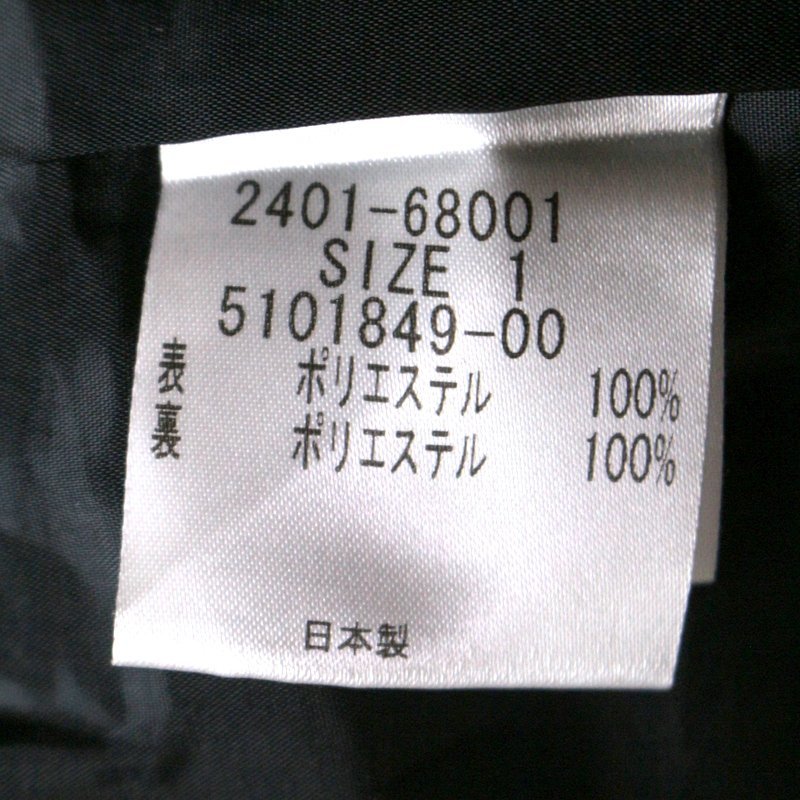 2401-68001
SIZE 1
5101849-00
表 ポリエステル 100%
裏 ポリエステル 100%
日本製